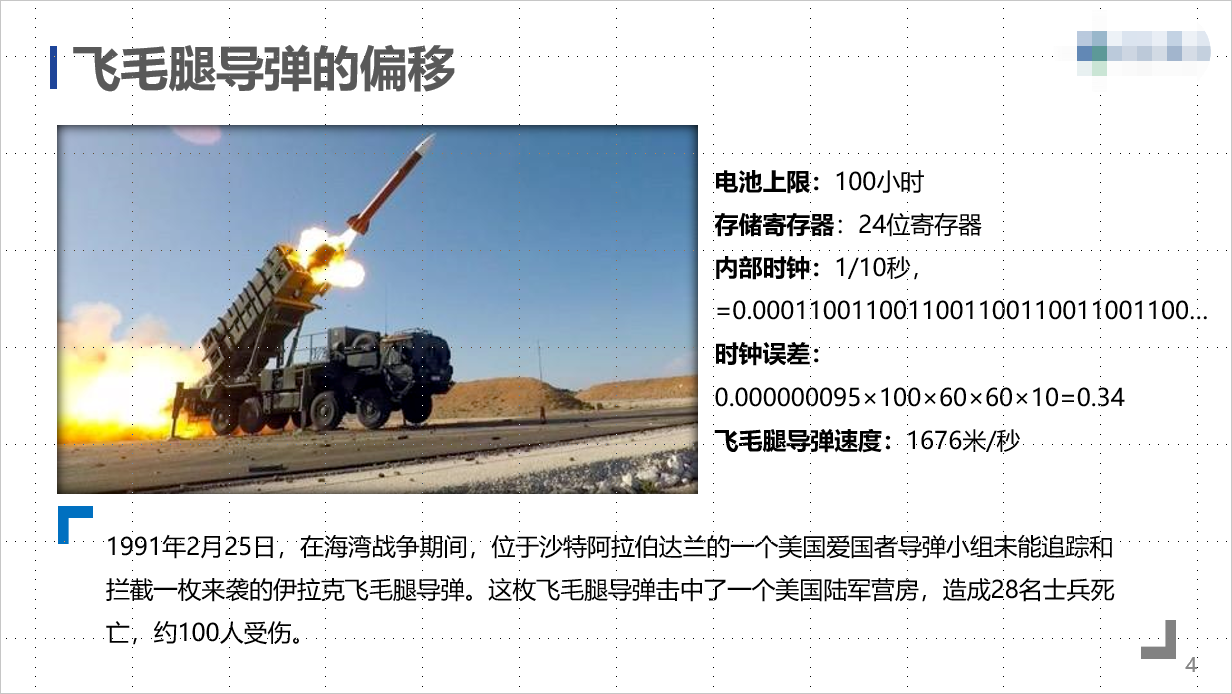 飞毛腿导弹的偏移
电池上限：100小时
存储寄存器：24位寄存器
内部时钟：1/10秒，
=0.00011001100110011001100110011001100...
时钟误差：
0.000000095×100×60×60×10=0.34
飞毛腿导弹速度：1676米/秒
1991年2月25日，在海湾战争期间，位于沙特阿拉伯达兰的一个美国爱国者导弹小组未能追踪和
拦截一枚来袭的伊拉克飞毛腿导弹。这枚飞毛腿导弹击中了一个美国陆军营房，造成28名士兵死
亡，约100人受伤。
4